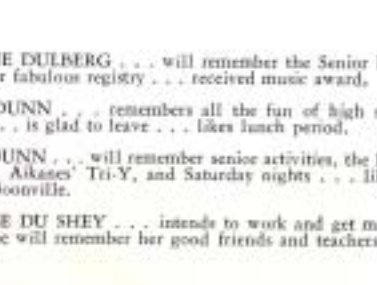 E DULBERG . . . will remember the Senior
r fabulous registry . . . received music award.
DUNN . . . remembers all the fun of high
. . is glad to leave . . . likes lunch period.
DUNN . . . will remember senior activities, the
Aikanes' Tri-Y, and Saturday nights . . . li
Boonville.
E DU SHEY . . . intends to work and get m
e will remember her good friends and teachers